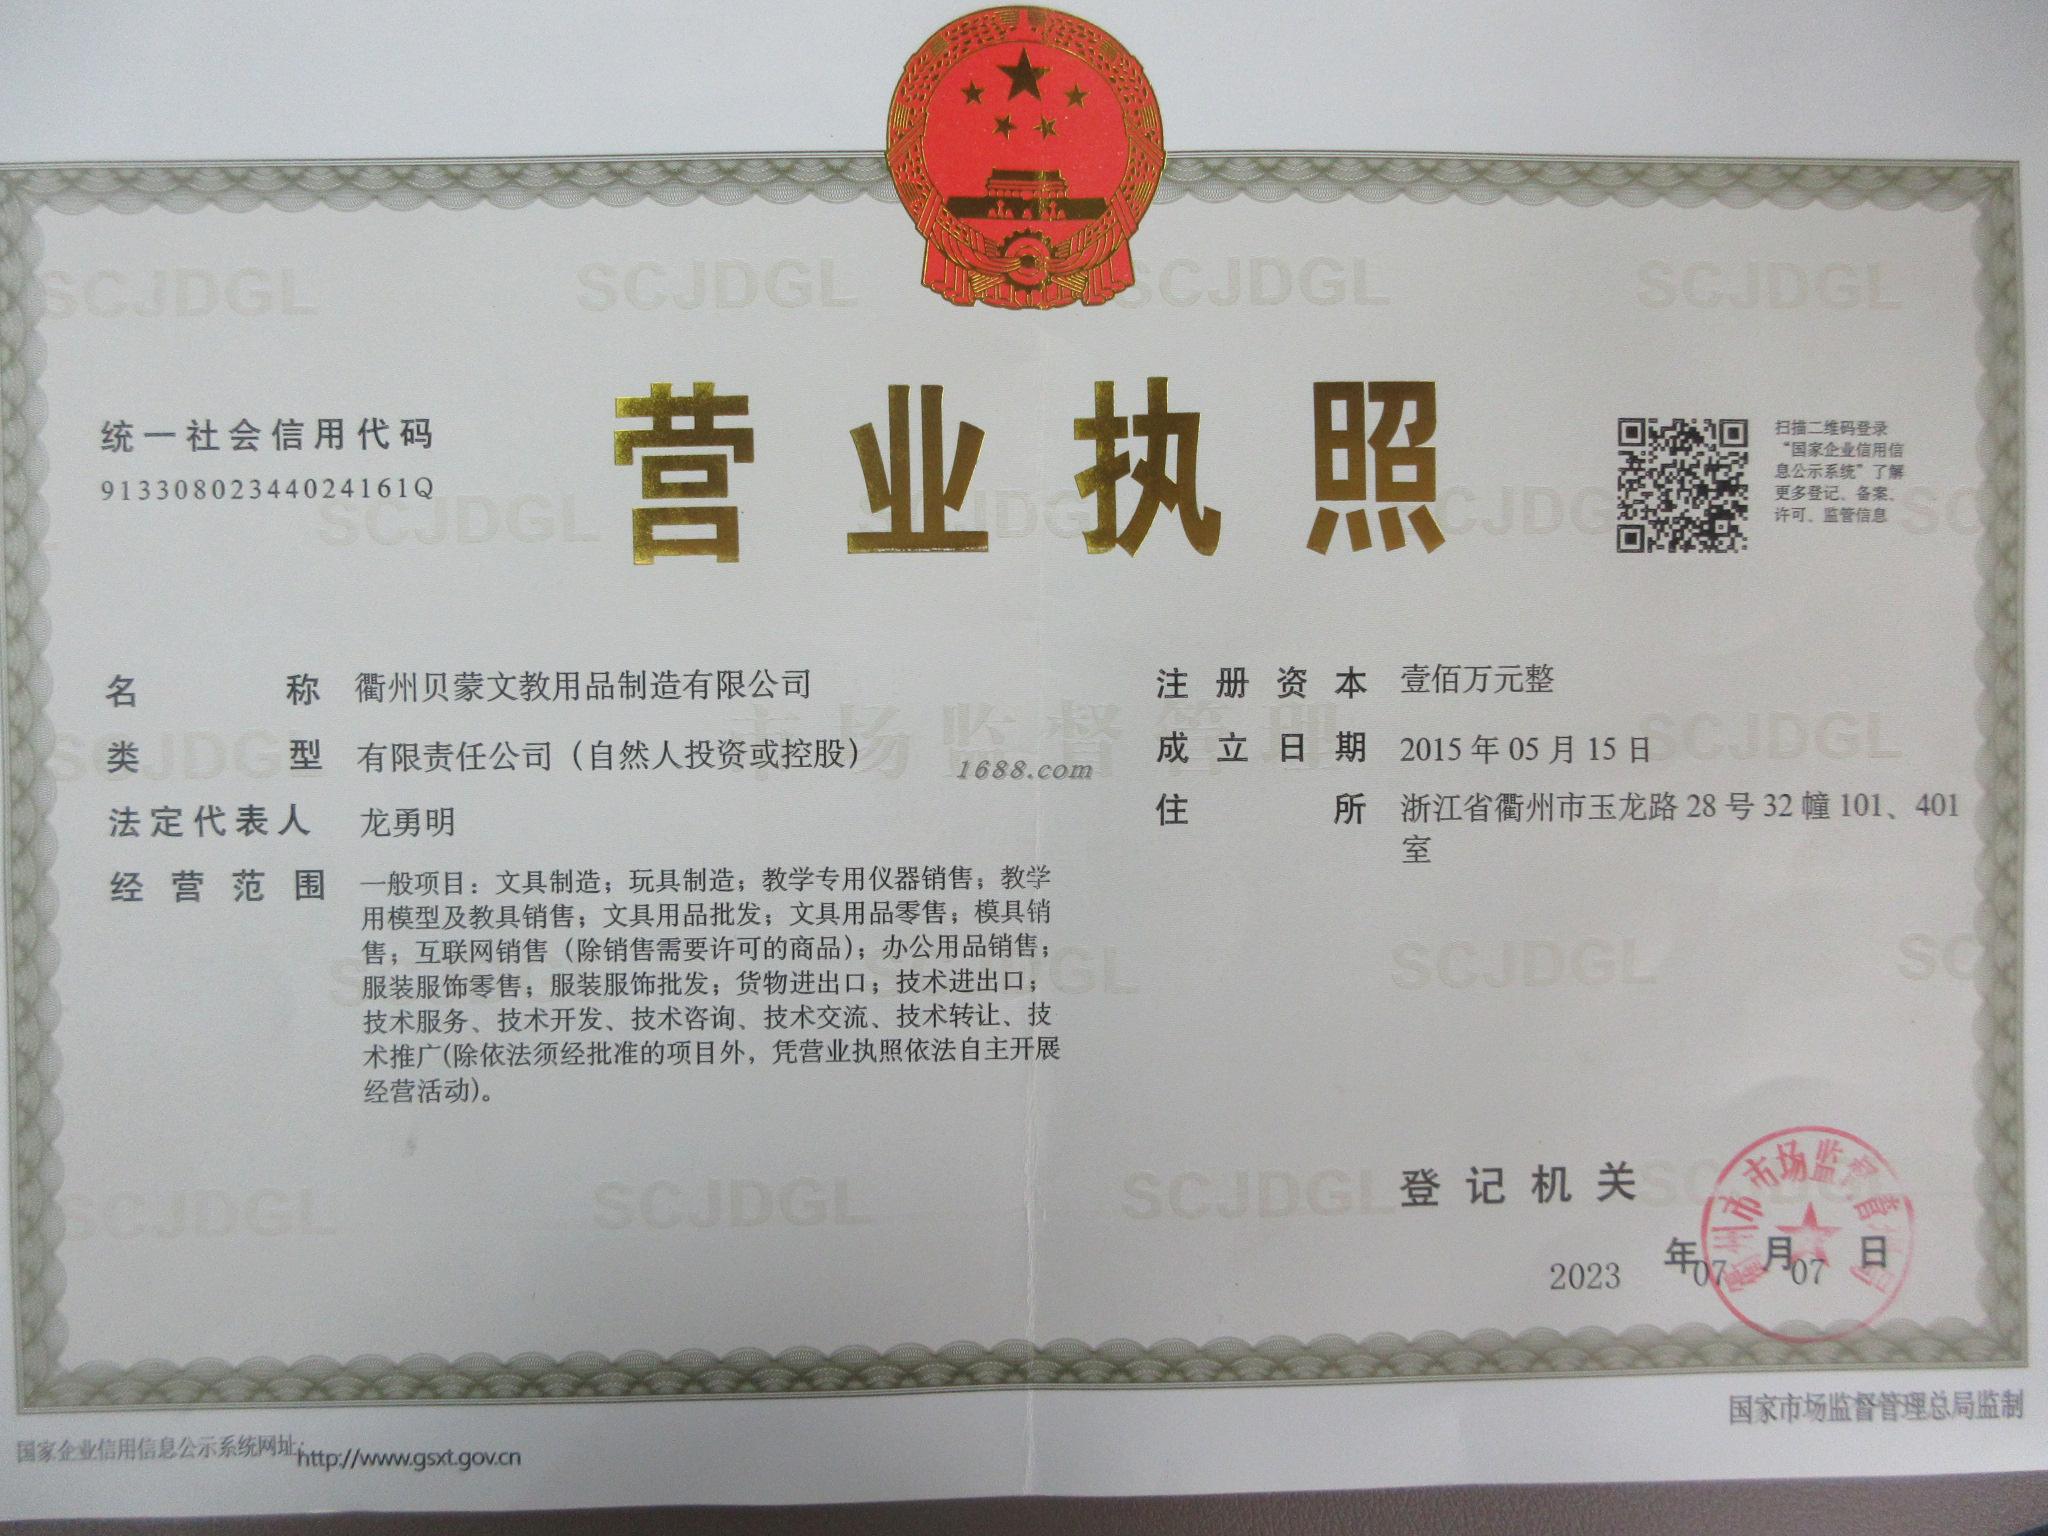 营业执照
统一社会信用代码
91330802344024161Q
扫描二维码登录
“国家企业信用信
息公示系统”了解
更多登记、备案、
许可、监管信息
名称 衢州贝蒙文教用品制造有限公司
类型 有限责任公司（自然人投资或控股）
法定代表人 龙勇明
经营范围 一般项目：文具制造；玩具制造；教学专用仪器销售；教学
用模型及教具销售；文具用品批发；文具用品零售；模具销
售；互联网销售（除销售需要许可的商品）；办公用品销售；
服装服饰零售；服装服饰批发；货物进出口；技术进出口；
技术服务、技术开发、技术咨询、技术交流、技术转让、技
术推广(除依法须经批准的项目外，凭营业执照依法自主开展
经营活动)。
注册资本 壹佰万元整
成立日期 2015年05月15日
住所 浙江省衢州市玉龙路28号32幢101、401
室
1688.com
市场监督管理
SCJDGL
登记机关
衢州市市场监督管理局
2023年07月07日
国家企业信用信息公示系统网址：http://www.gsxt.gov.cn
国家市场监督管理总局监制